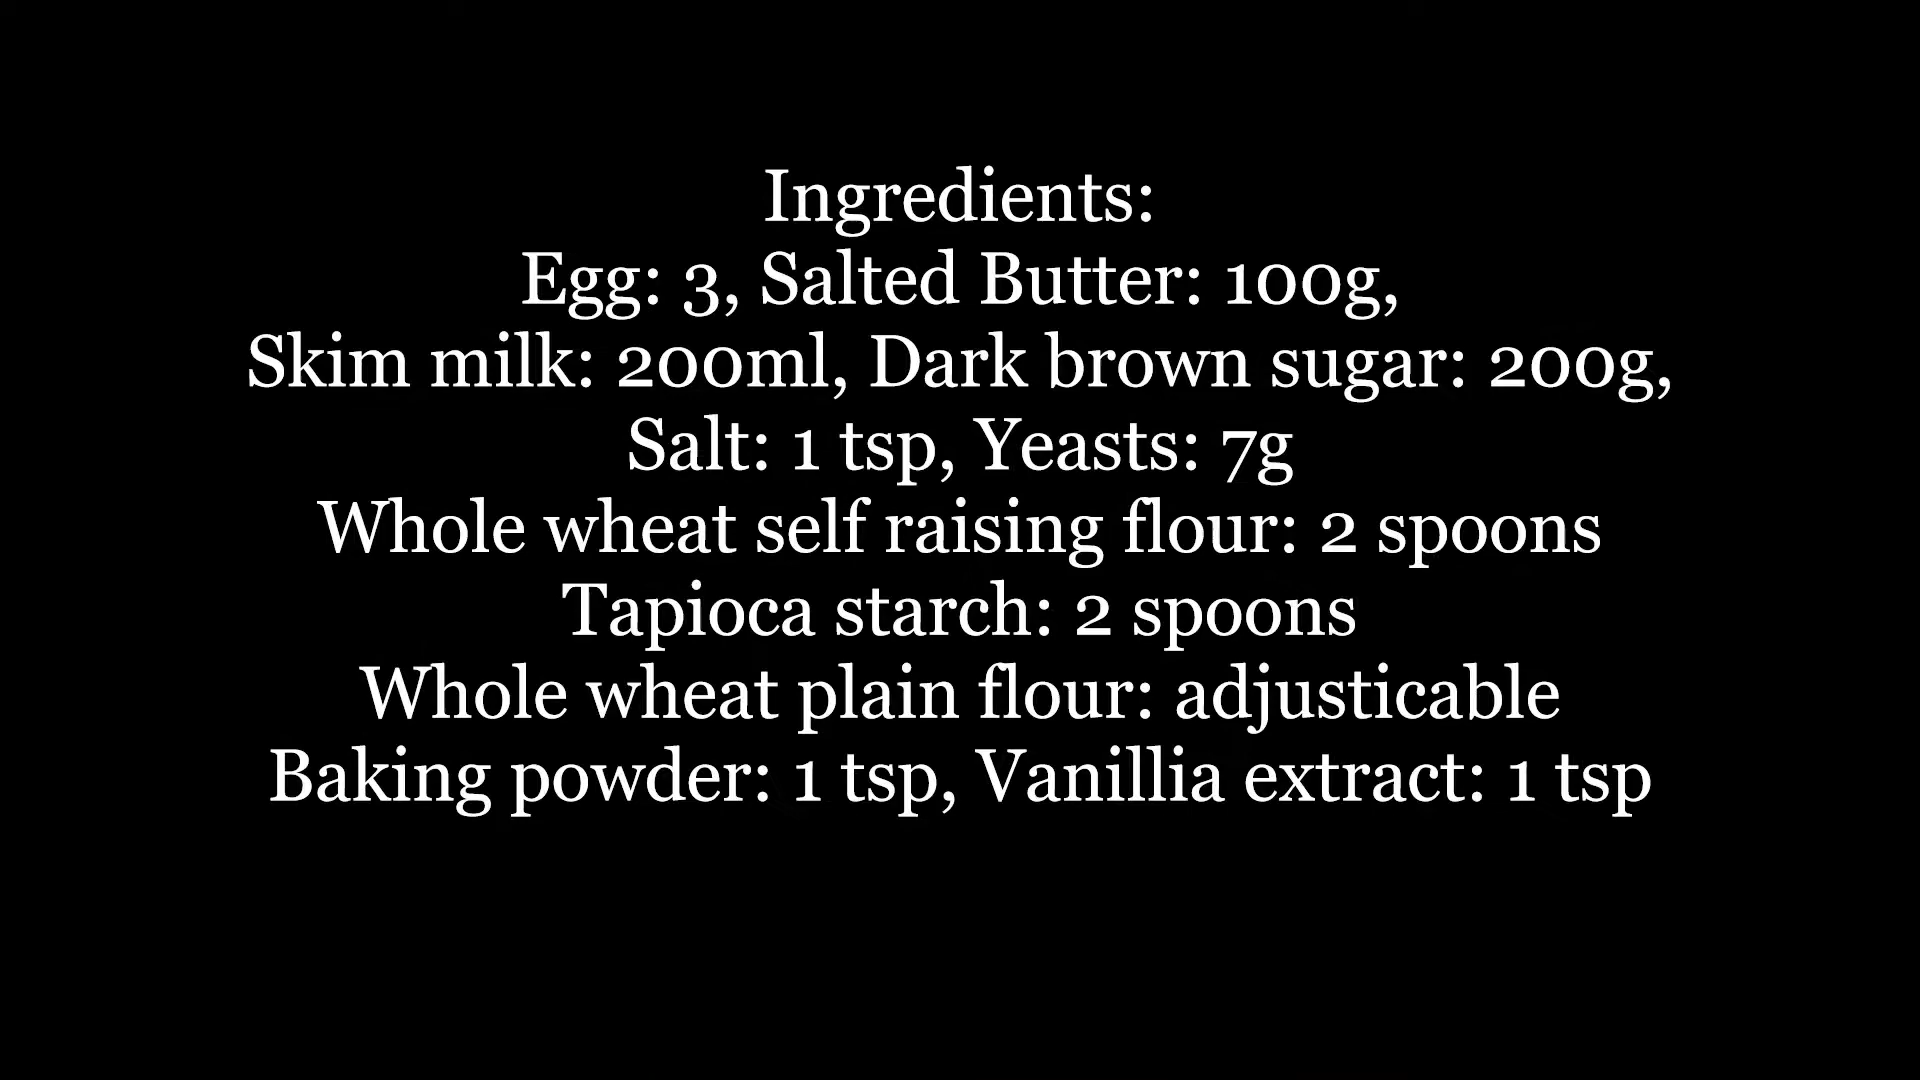 Ingredients:
Egg: 3, Salted Butter: 100g,
Skim milk: 200ml, Dark brown sugar: 200g,
Salt: 1 tsp, Yeasts: 7g
Whole wheat self raising flour: 2 spoons
Tapioca starch: 2 spoons
Whole wheat plain flour: adjusticable
Baking powder: 1 tsp, Vanillia extract: 1 tsp